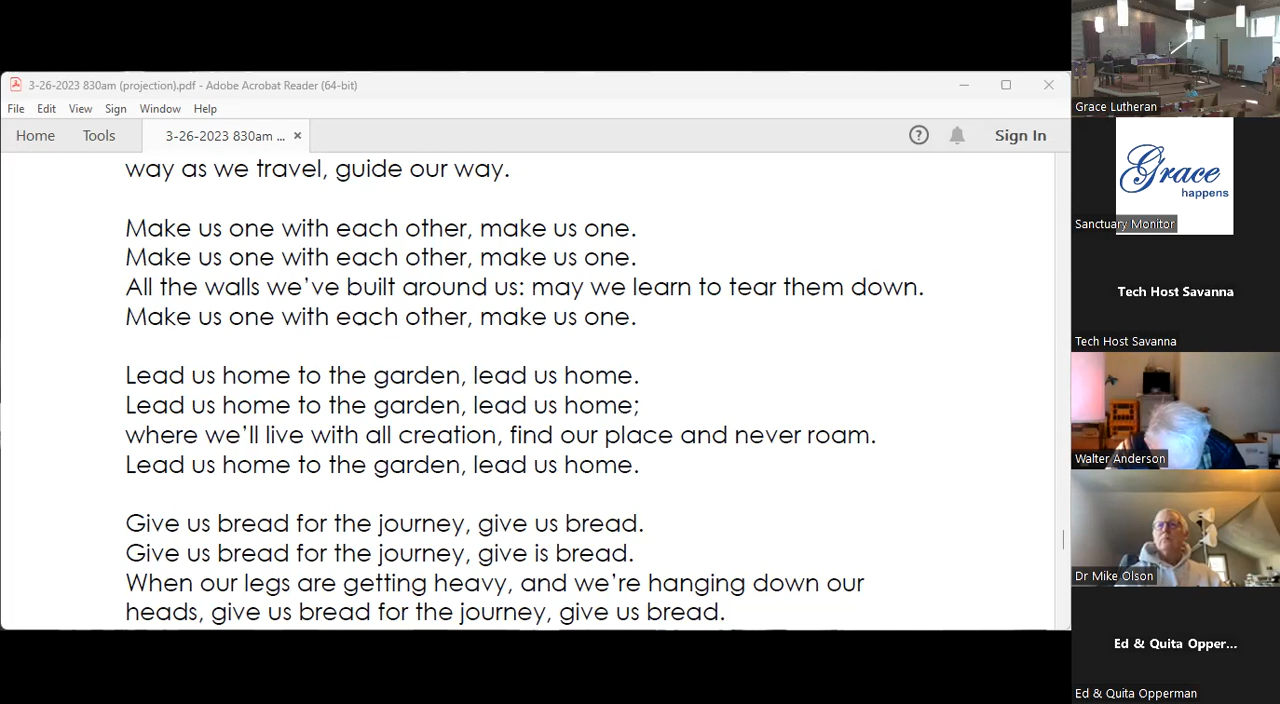 3-26-2023 830am (projection).pdf - Adobe Acrobat Reader (64-bit)
File Edit View Sign Window Help
Home Tools 3-26-2023 830am ... × Sign In
way as we travel, guide our way.
Make us one with each other, make us one.
Make us one with each other, make us one.
All the walls we’ve built around us: may we learn to tear them down.
Make us one with each other, make us one.
Lead us home to the garden, lead us home.
Lead us home to the garden, lead us home;
where we’ll live with all creation, find our place and never roam.
Lead us home to the garden, lead us home.
Give us bread for the journey, give us bread.
Give us bread for the journey, give is bread.
When our legs are getting heavy, and we’re hanging down our
heads, give us bread for the journey, give us bread.
Grace Lutheran
Grace
happens
Sanctuary Monitor
Tech Host Savanna
Tech Host Savanna
Walter Anderson
Dr Mike Olson
Ed & Quita Opper...
Ed & Quita Opperman